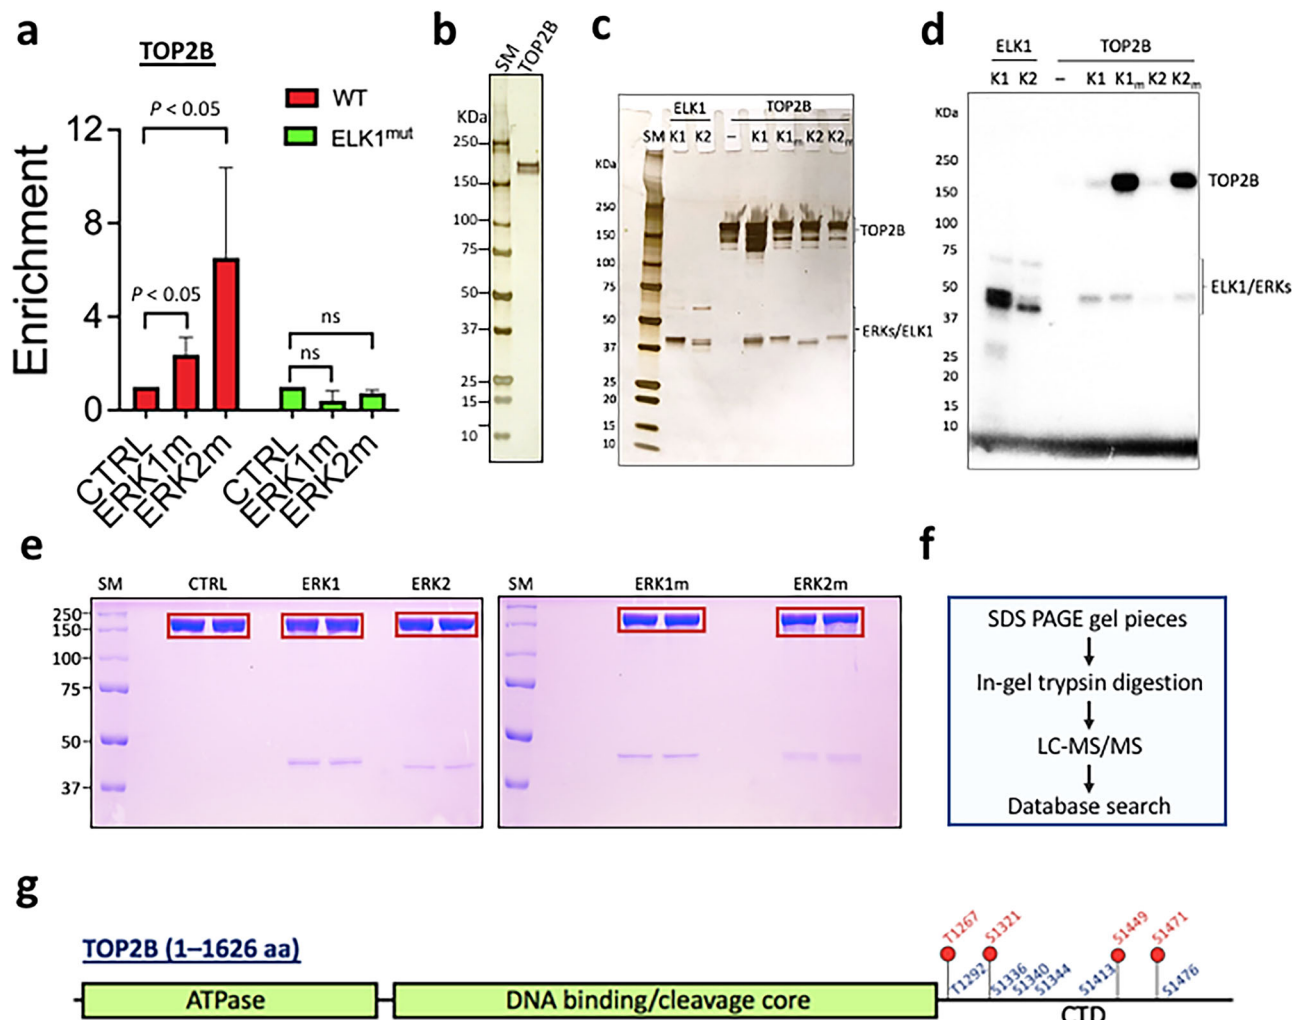 a
TOP2B
WT
ELK1mut
P < 0.05
P < 0.05
ns
ns
Enrichment
12
8
4
0
CTRL
ERK1m
ERK2m
CTRL
ERK1m
ERK2m
b
SM
TOP2B
KDa
250
150
100
75
50
37
25
15
10
c
ELK1
TOP2B
SM K1 K2 – K1 K1m K2 K2m
KDa
250
150
100
75
50
37
25
20
15
10
TOP2B
ERKs/ELK1
d
ELK1
TOP2B
K1 K2 – K1 K1m K2 K2m
KDa
250
150
100
75
50
37
25
20
15
10
TOP2B
ELK1/ERKs
e
SM CTRL ERK1 ERK2
250
150
100
75
50
37
SM ERK1m ERK2m
f
SDS PAGE gel pieces
In-gel trypsin digestion
LC-MS/MS
Database search
g
TOP2B (1–1626 aa)
ATPase
DNA binding/cleavage core
T1267
S1321
S1449
S1471
T1292
S1336
S1340
S1344
S1413
S1476
CTD